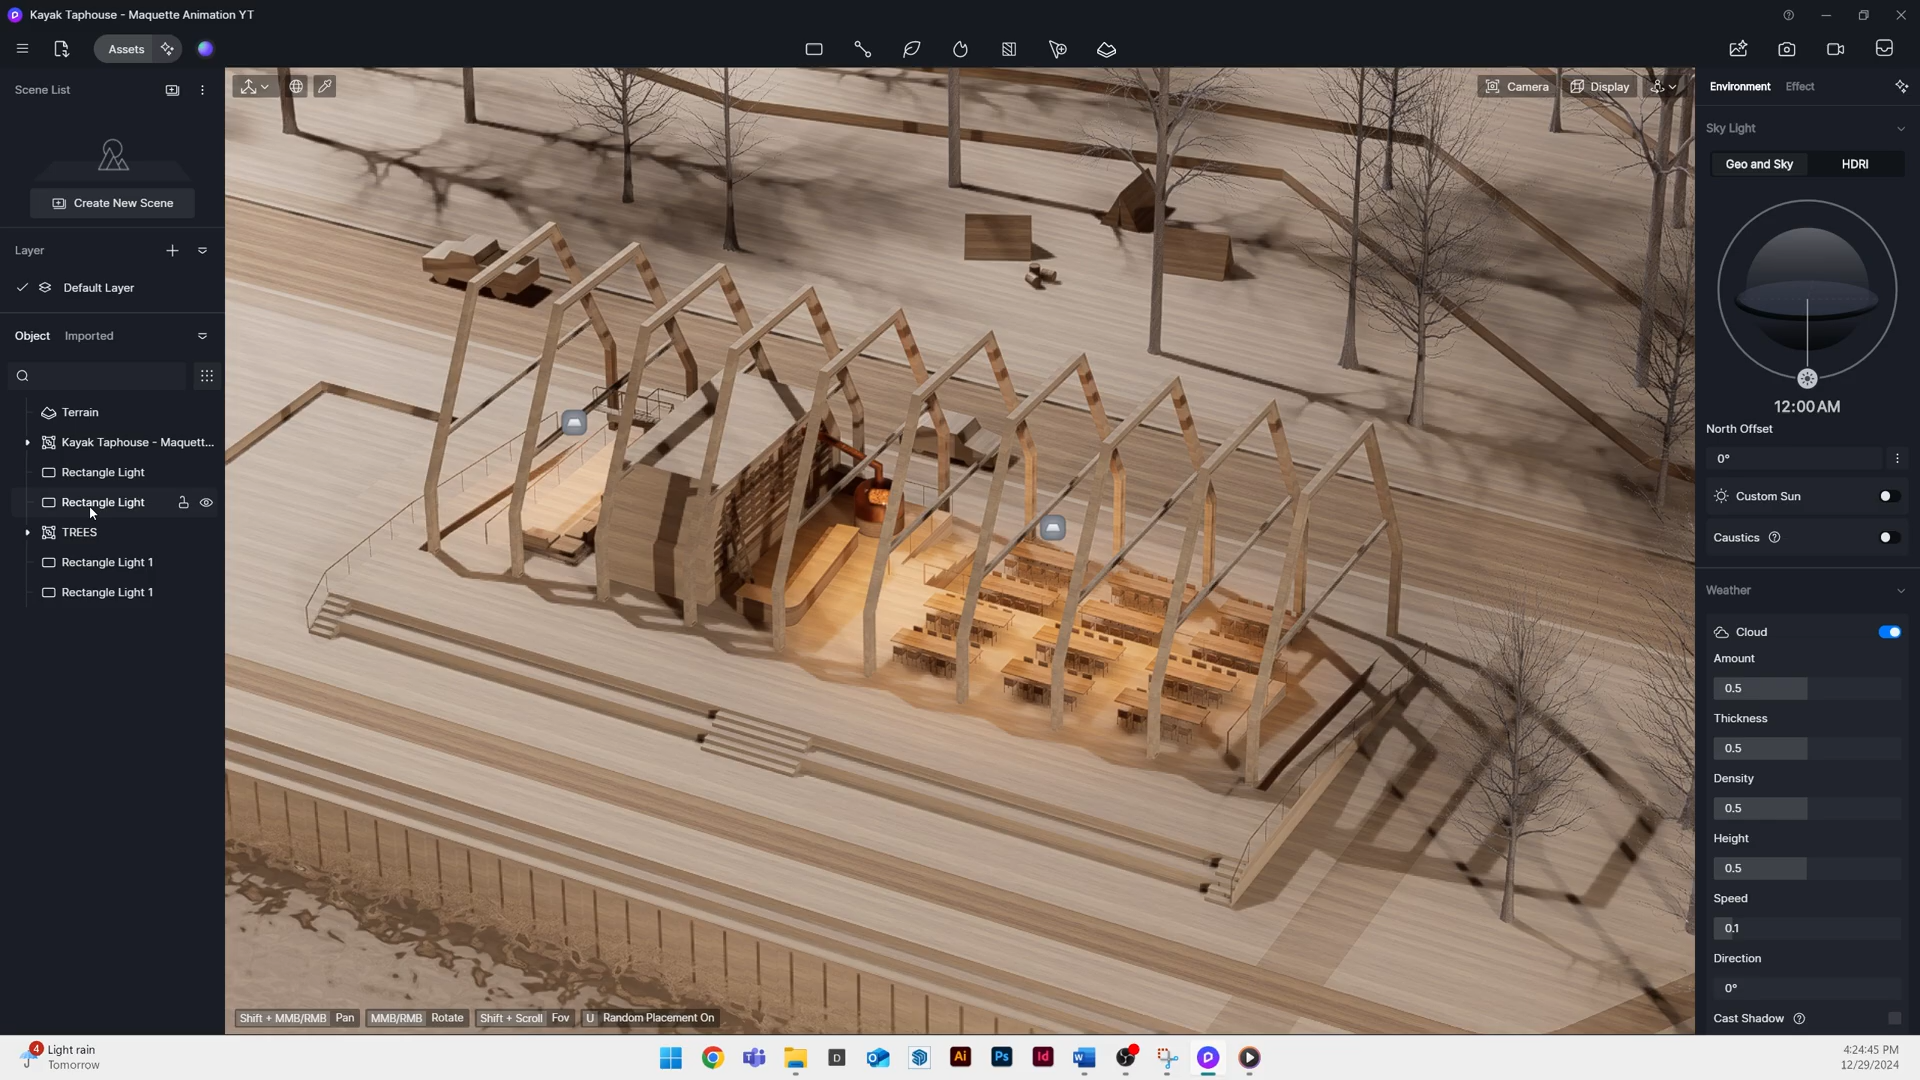 Kayak Taphouse - Maquette Animation YT
Assets
Scene List
Create New Scene
Layer
Default Layer
Object Imported
Terrain
Kayak Taphouse - Maquett...
Rectangle Light
Rectangle Light
TREES
Rectangle Light 1
Rectangle Light 1
Camera Display
Shift + MMB/RMB Pan MMB/RMB Rotate Shift + Scroll Fov U Random Placement On
Environment Effect
Sky Light
Geo and Sky HDRI
12:00 AM
North Offset
0°
Custom Sun
Caustics
Weather
Cloud
Amount
0.5
Thickness
0.5
Density
0.5
Height
0.5
Speed
0.1
Direction
0°
Cast Shadow
4
Light rain
Tomorrow
D
Ai
Ps
Id
4:24:45 PM
12/29/2024